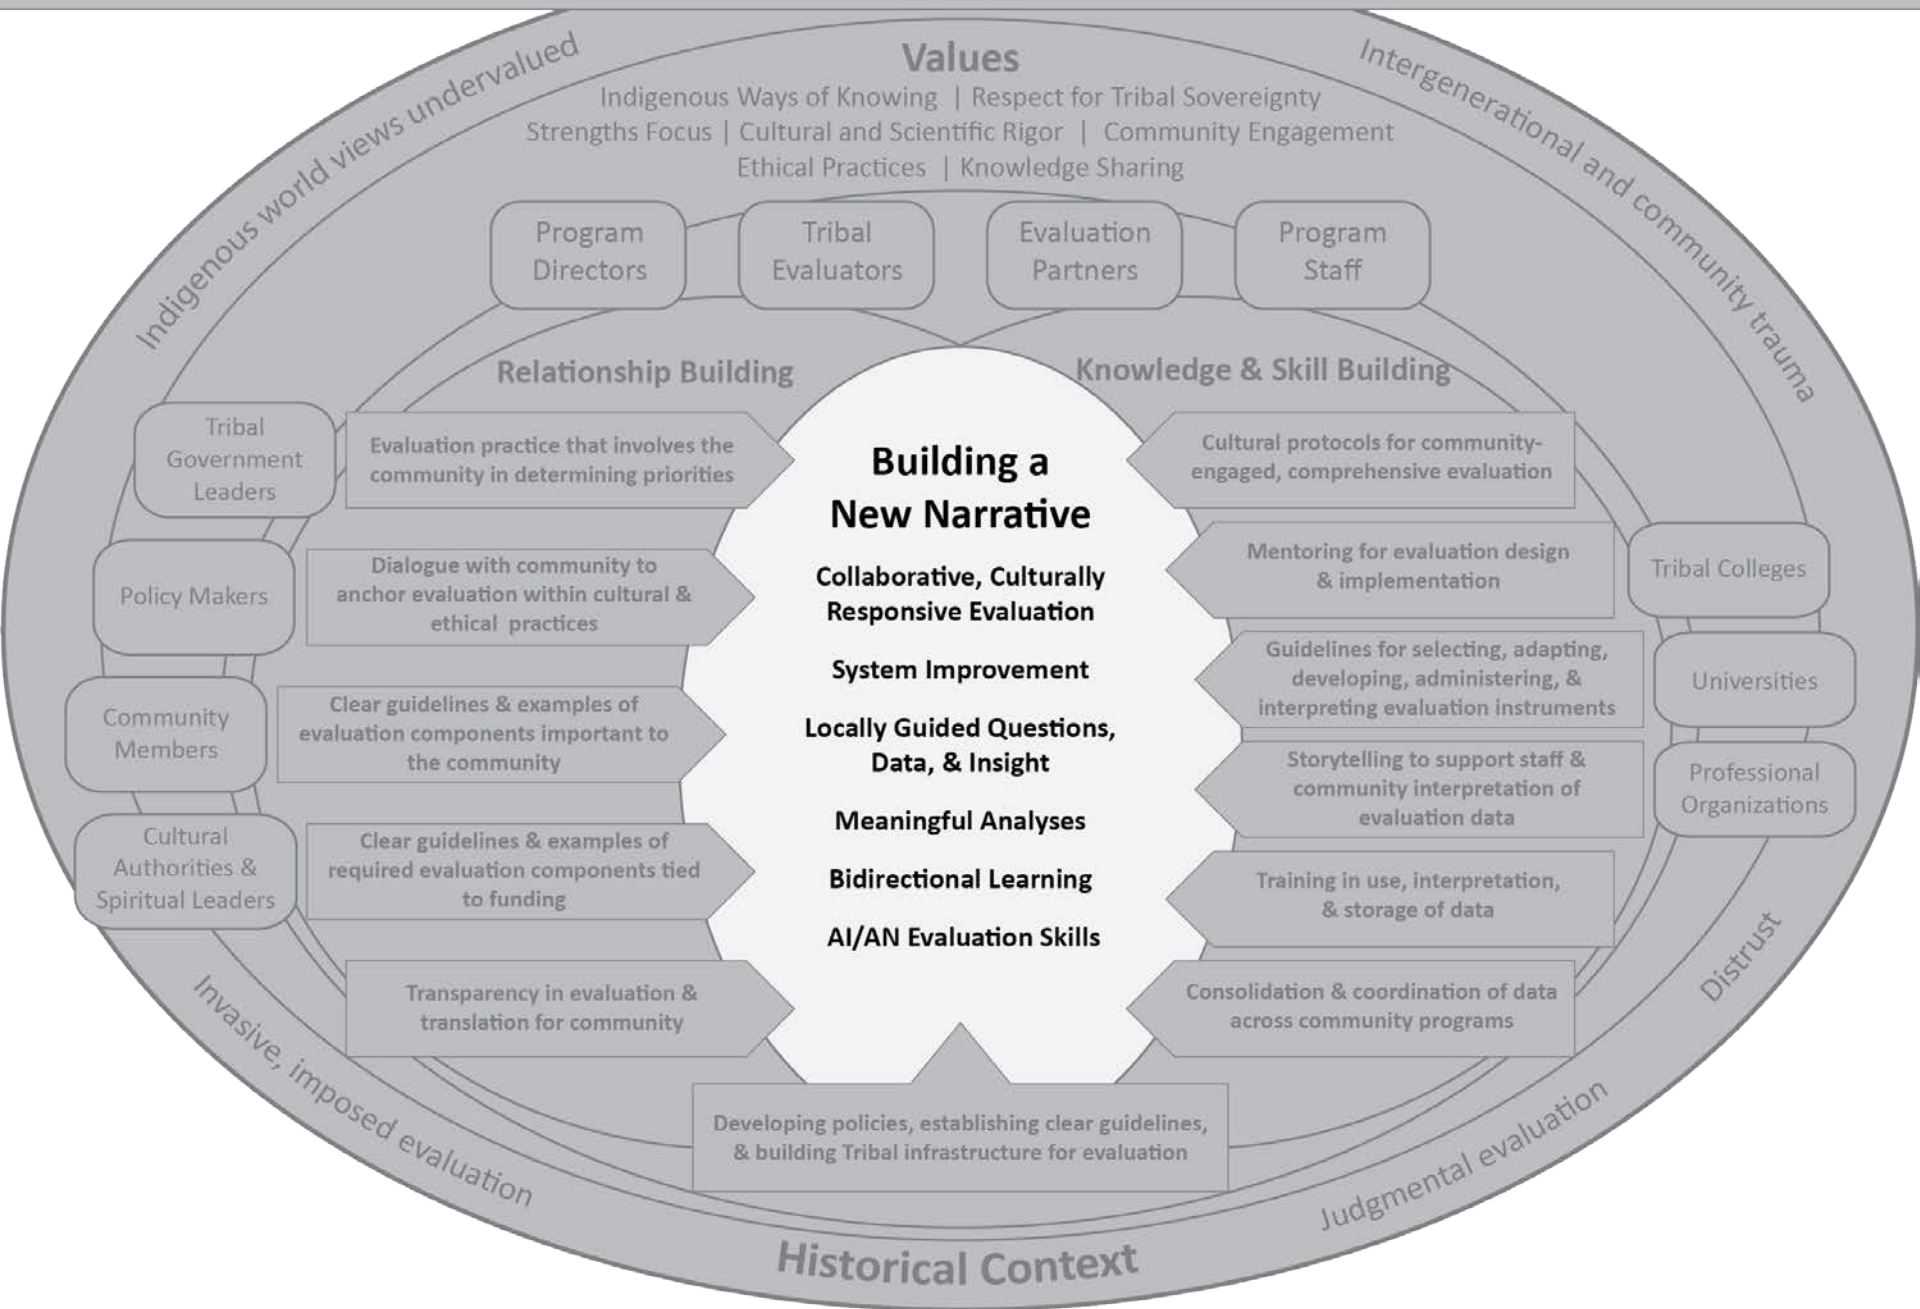 Values
Indigenous Ways of Knowing | Respect for Tribal Sovereignty
Strengths Focus | Cultural and Scientific Rigor | Community Engagement
Ethical Practices | Knowledge Sharing
Indigenous world views undervalued
Intergenerational and community trauma
Program
Directors
Tribal
Evaluators
Evaluation
Partners
Program
Staff
Relationship Building
Knowledge & Skill Building
Tribal
Government
Leaders
Policy Makers
Community
Members
Cultural
Authorities &
Spiritual Leaders
Evaluation practice that involves the
community in determining priorities
Dialogue with community to
anchor evaluation within cultural &
ethical practices
Clear guidelines & examples of
evaluation components important to
the community
Clear guidelines & examples of
required evaluation components tied
to funding
Transparency in evaluation &
translation for community
Building a
New Narrative
Collaborative, Culturally
Responsive Evaluation
System Improvement
Locally Guided Questions,
Data, & Insight
Meaningful Analyses
Bidirectional Learning
AI/AN Evaluation Skills
Cultural protocols for community-
engaged, comprehensive evaluation
Mentoring for evaluation design
& implementation
Guidelines for selecting, adapting,
developing, administering, &
interpreting evaluation instruments
Storytelling to support staff &
community interpretation of
evaluation data
Training in use, interpretation,
& storage of data
Consolidation & coordination of data
across community programs
Tribal Colleges
Universities
Professional
Organizations
Developing policies, establishing clear guidelines,
& building Tribal infrastructure for evaluation
Invasive, imposed evaluation
Distrust
Judgmental evaluation
Historical Context